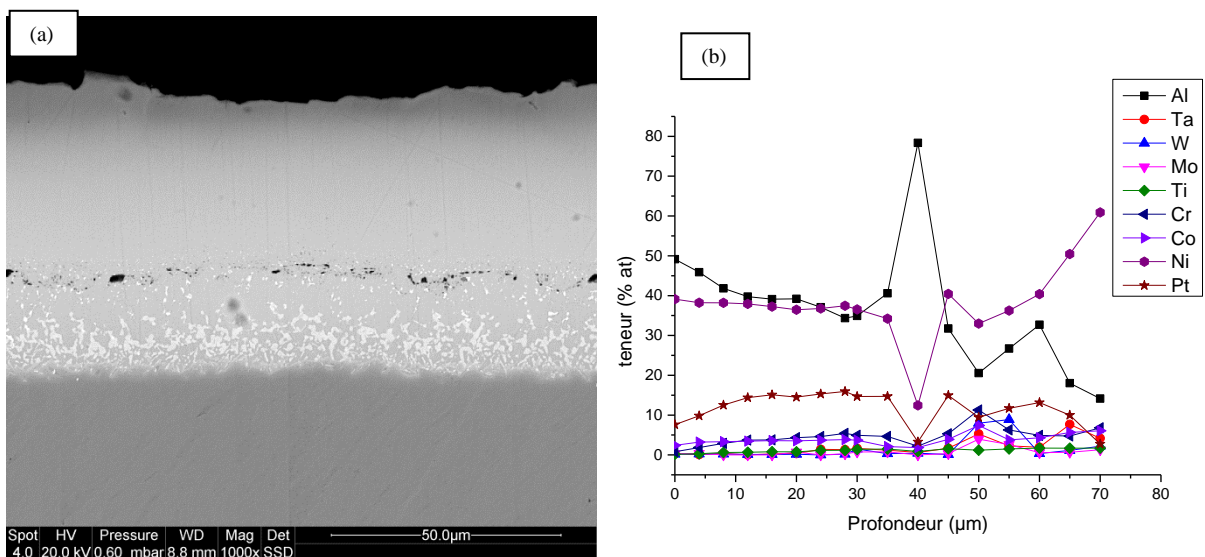 (a)
Spot HV Pressure WD Mag Det
4.0 20.0 kV 0.60 mbar 8.8 mm 1000x SSD
50.0µm
(b)
Al
Ta
W
Mo
Ti
Cr
Co
Ni
Pt
80
70
60
50
40
30
20
10
0
teneur (% at)
0 10 20 30 40 50 60 70 80
Profondeur (µm)